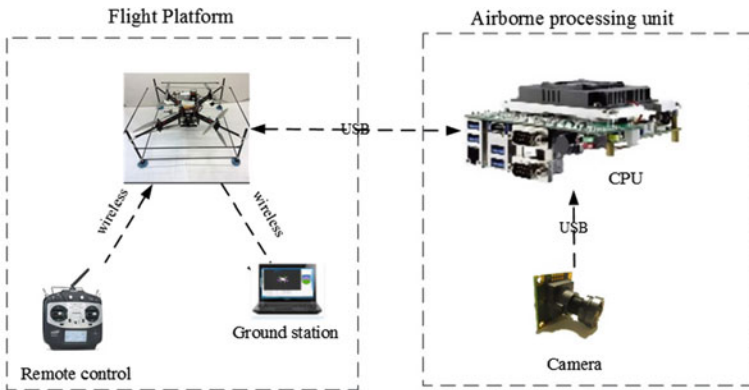 Flight Platform
Airborne processing unit
USB
CPU
wireless
wireless
USB
Ground station
Remote control
Camera